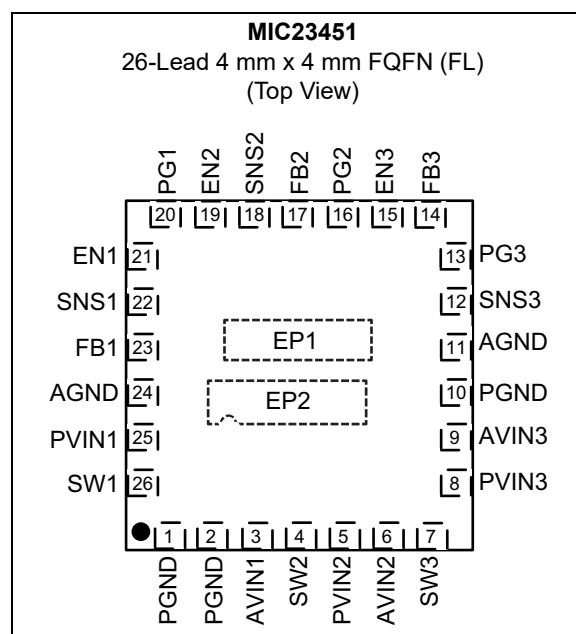 MIC23451
26-Lead 4 mm x 4 mm FQFN (FL)
(Top View)
PG1
EN2
SNS2
FB2
PG2
EN3
FB3
20 19 18 17 16 15 14
EN1 21
SNS1 22
FB1 23
AGND 24
PVIN1 25
SW1 26
13 PG3
12 SNS3
11 AGND
10 PGND
9 AVIN3
8 PVIN3
EP1
EP2
1 2 3 4 5 6 7
PGND
PGND
AVIN1
SW2
PVIN2
AVIN2
SW3